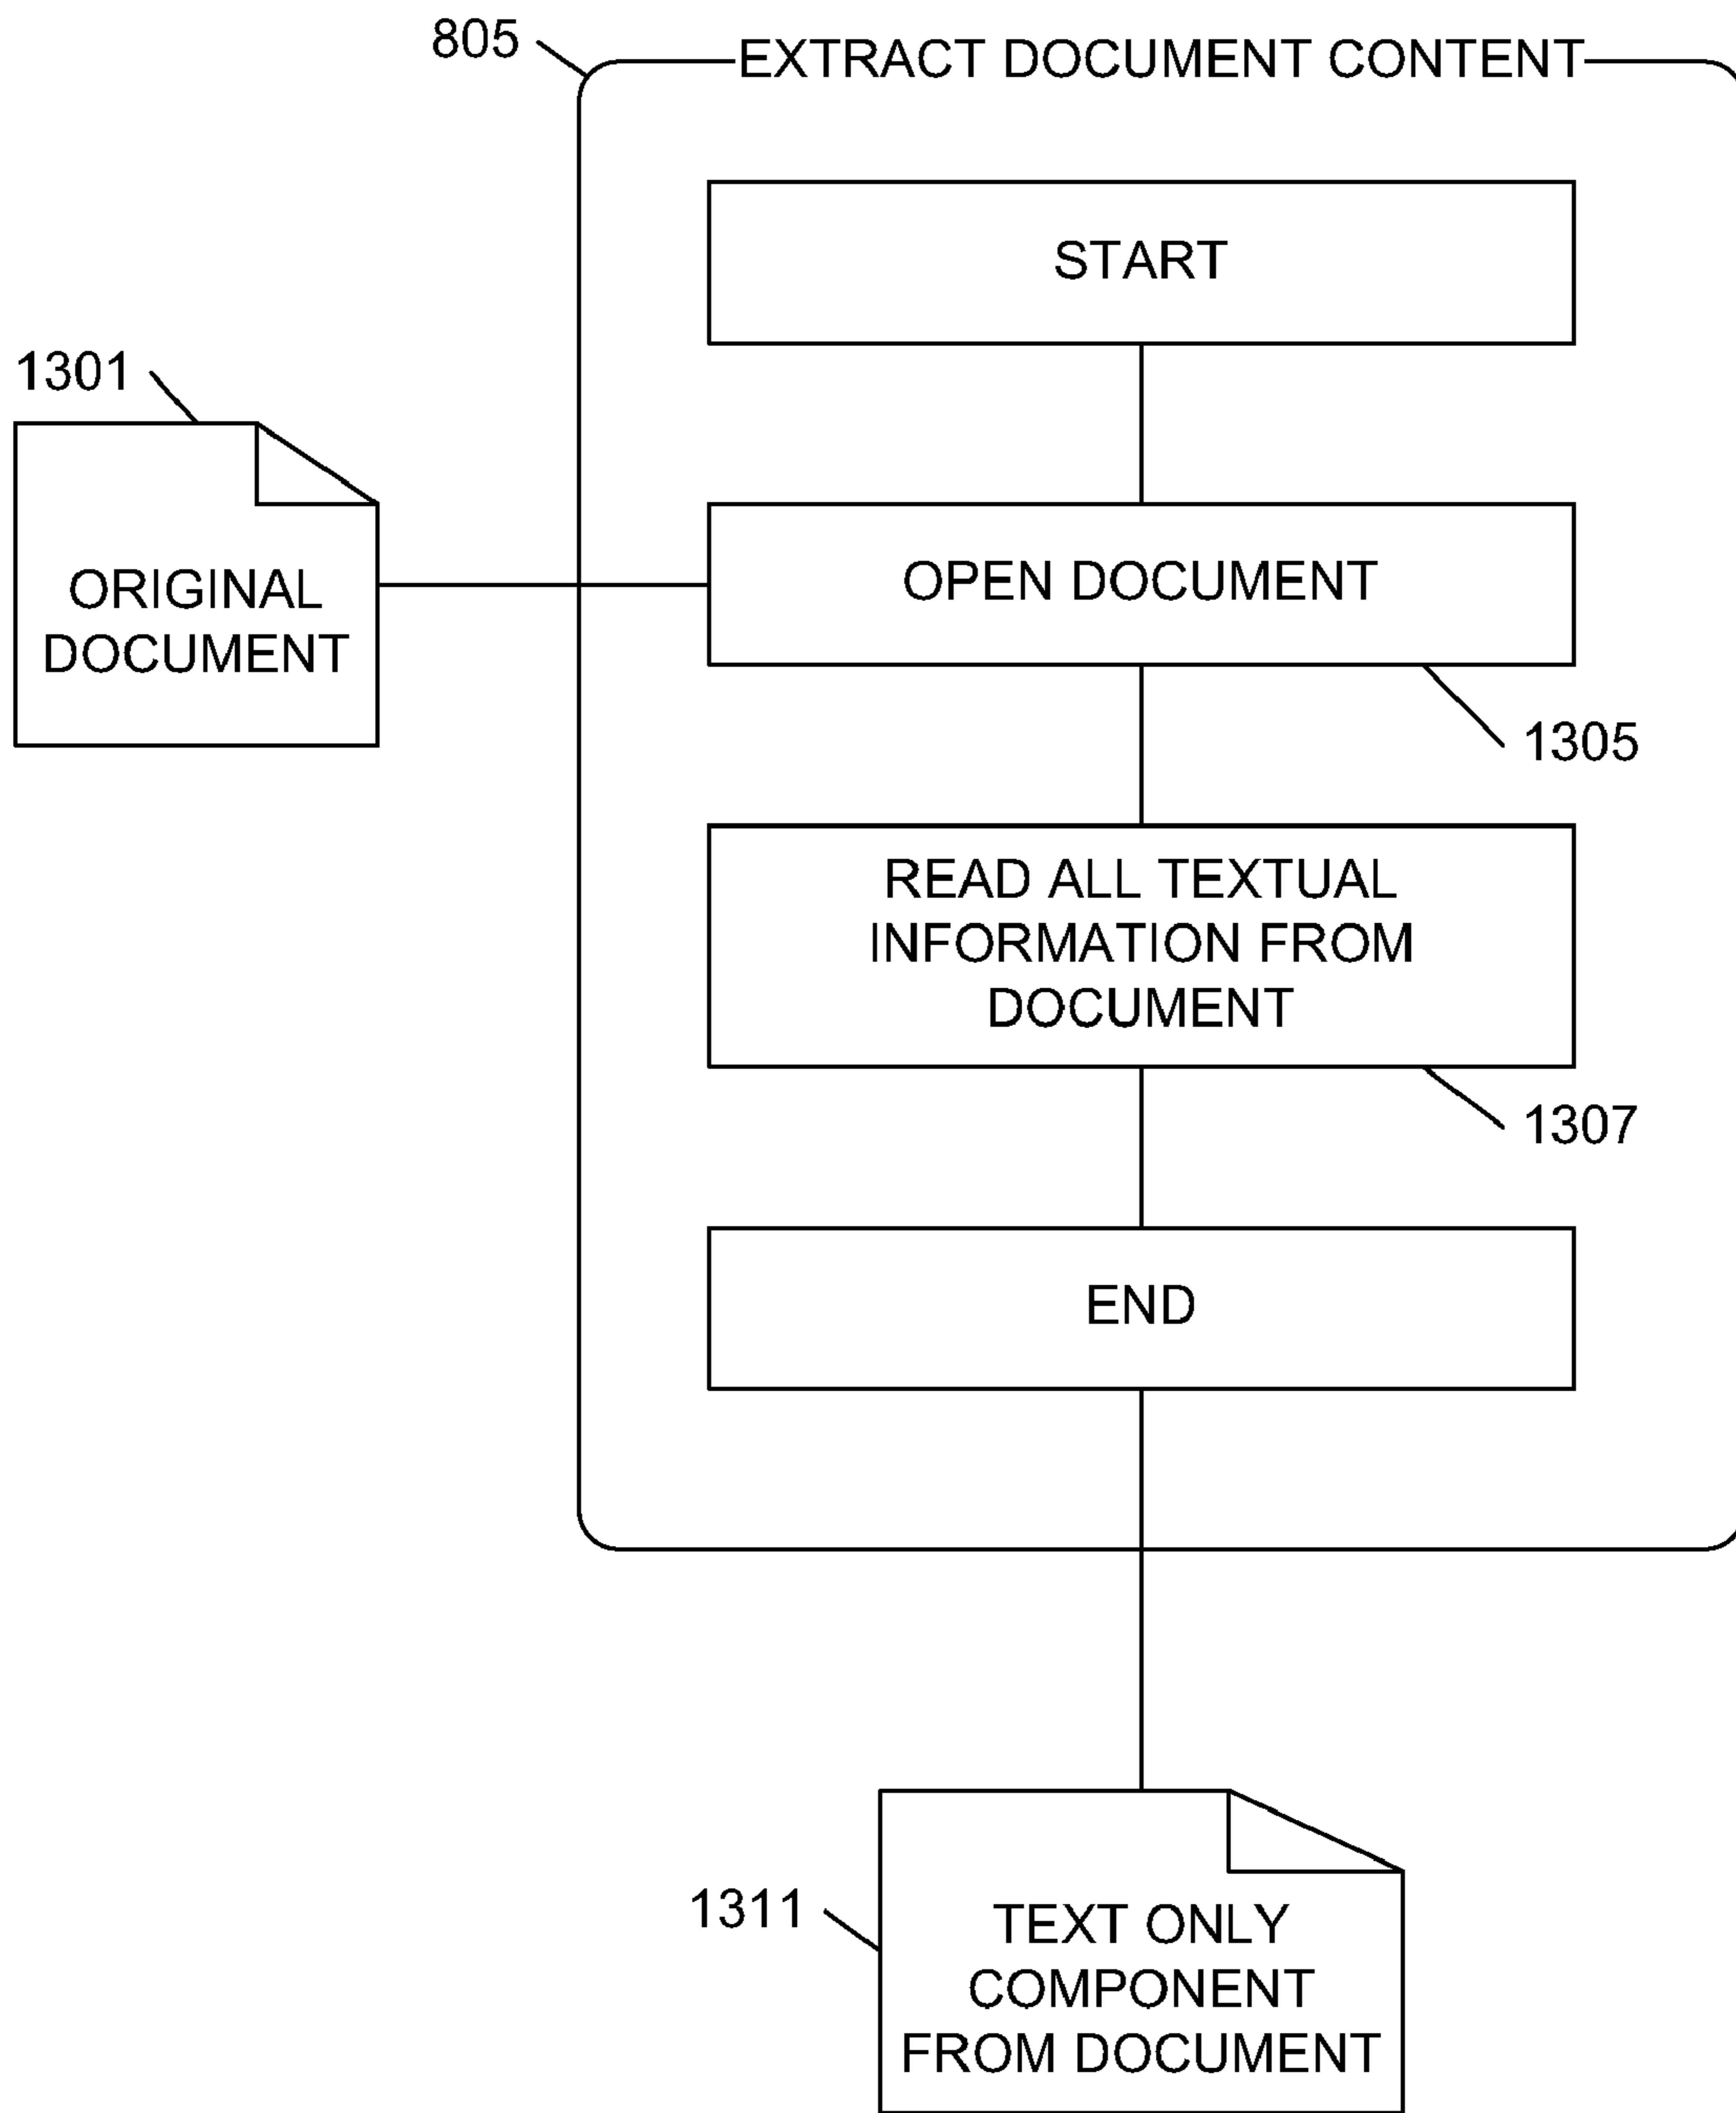 805
EXTRACT DOCUMENT CONTENT
START
1301
ORIGINAL
DOCUMENT
OPEN DOCUMENT
1305
READ ALL TEXTUAL
INFORMATION FROM
DOCUMENT
1307
END
1311
TEXT ONLY
COMPONENT
FROM DOCUMENT